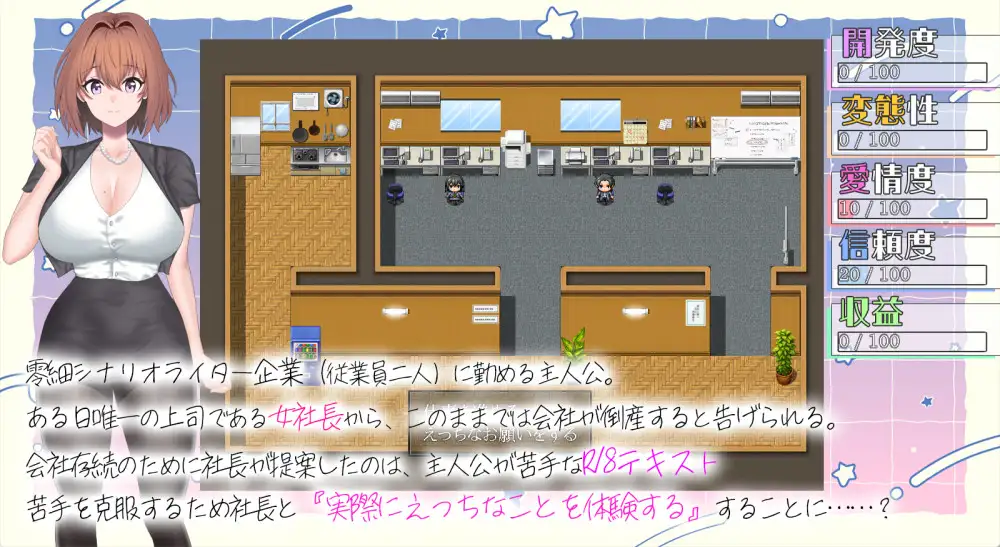 開発度
0 / 100
変態性
0 / 100
愛情度
10 / 100
信頼度
20 / 100
収益
0 / 100
零細シナリオライター企業（従業員二人）に勤める主人公。
ある日唯一の上司である女社長から、このままでは会社が倒産すると告げられる。
えっちなお願いをする
会社存続のために社長が提案したのは、主人公が苦手なR18テキスト
苦手を克服するため社長と『実際にえっちなことを体験する』することに……？